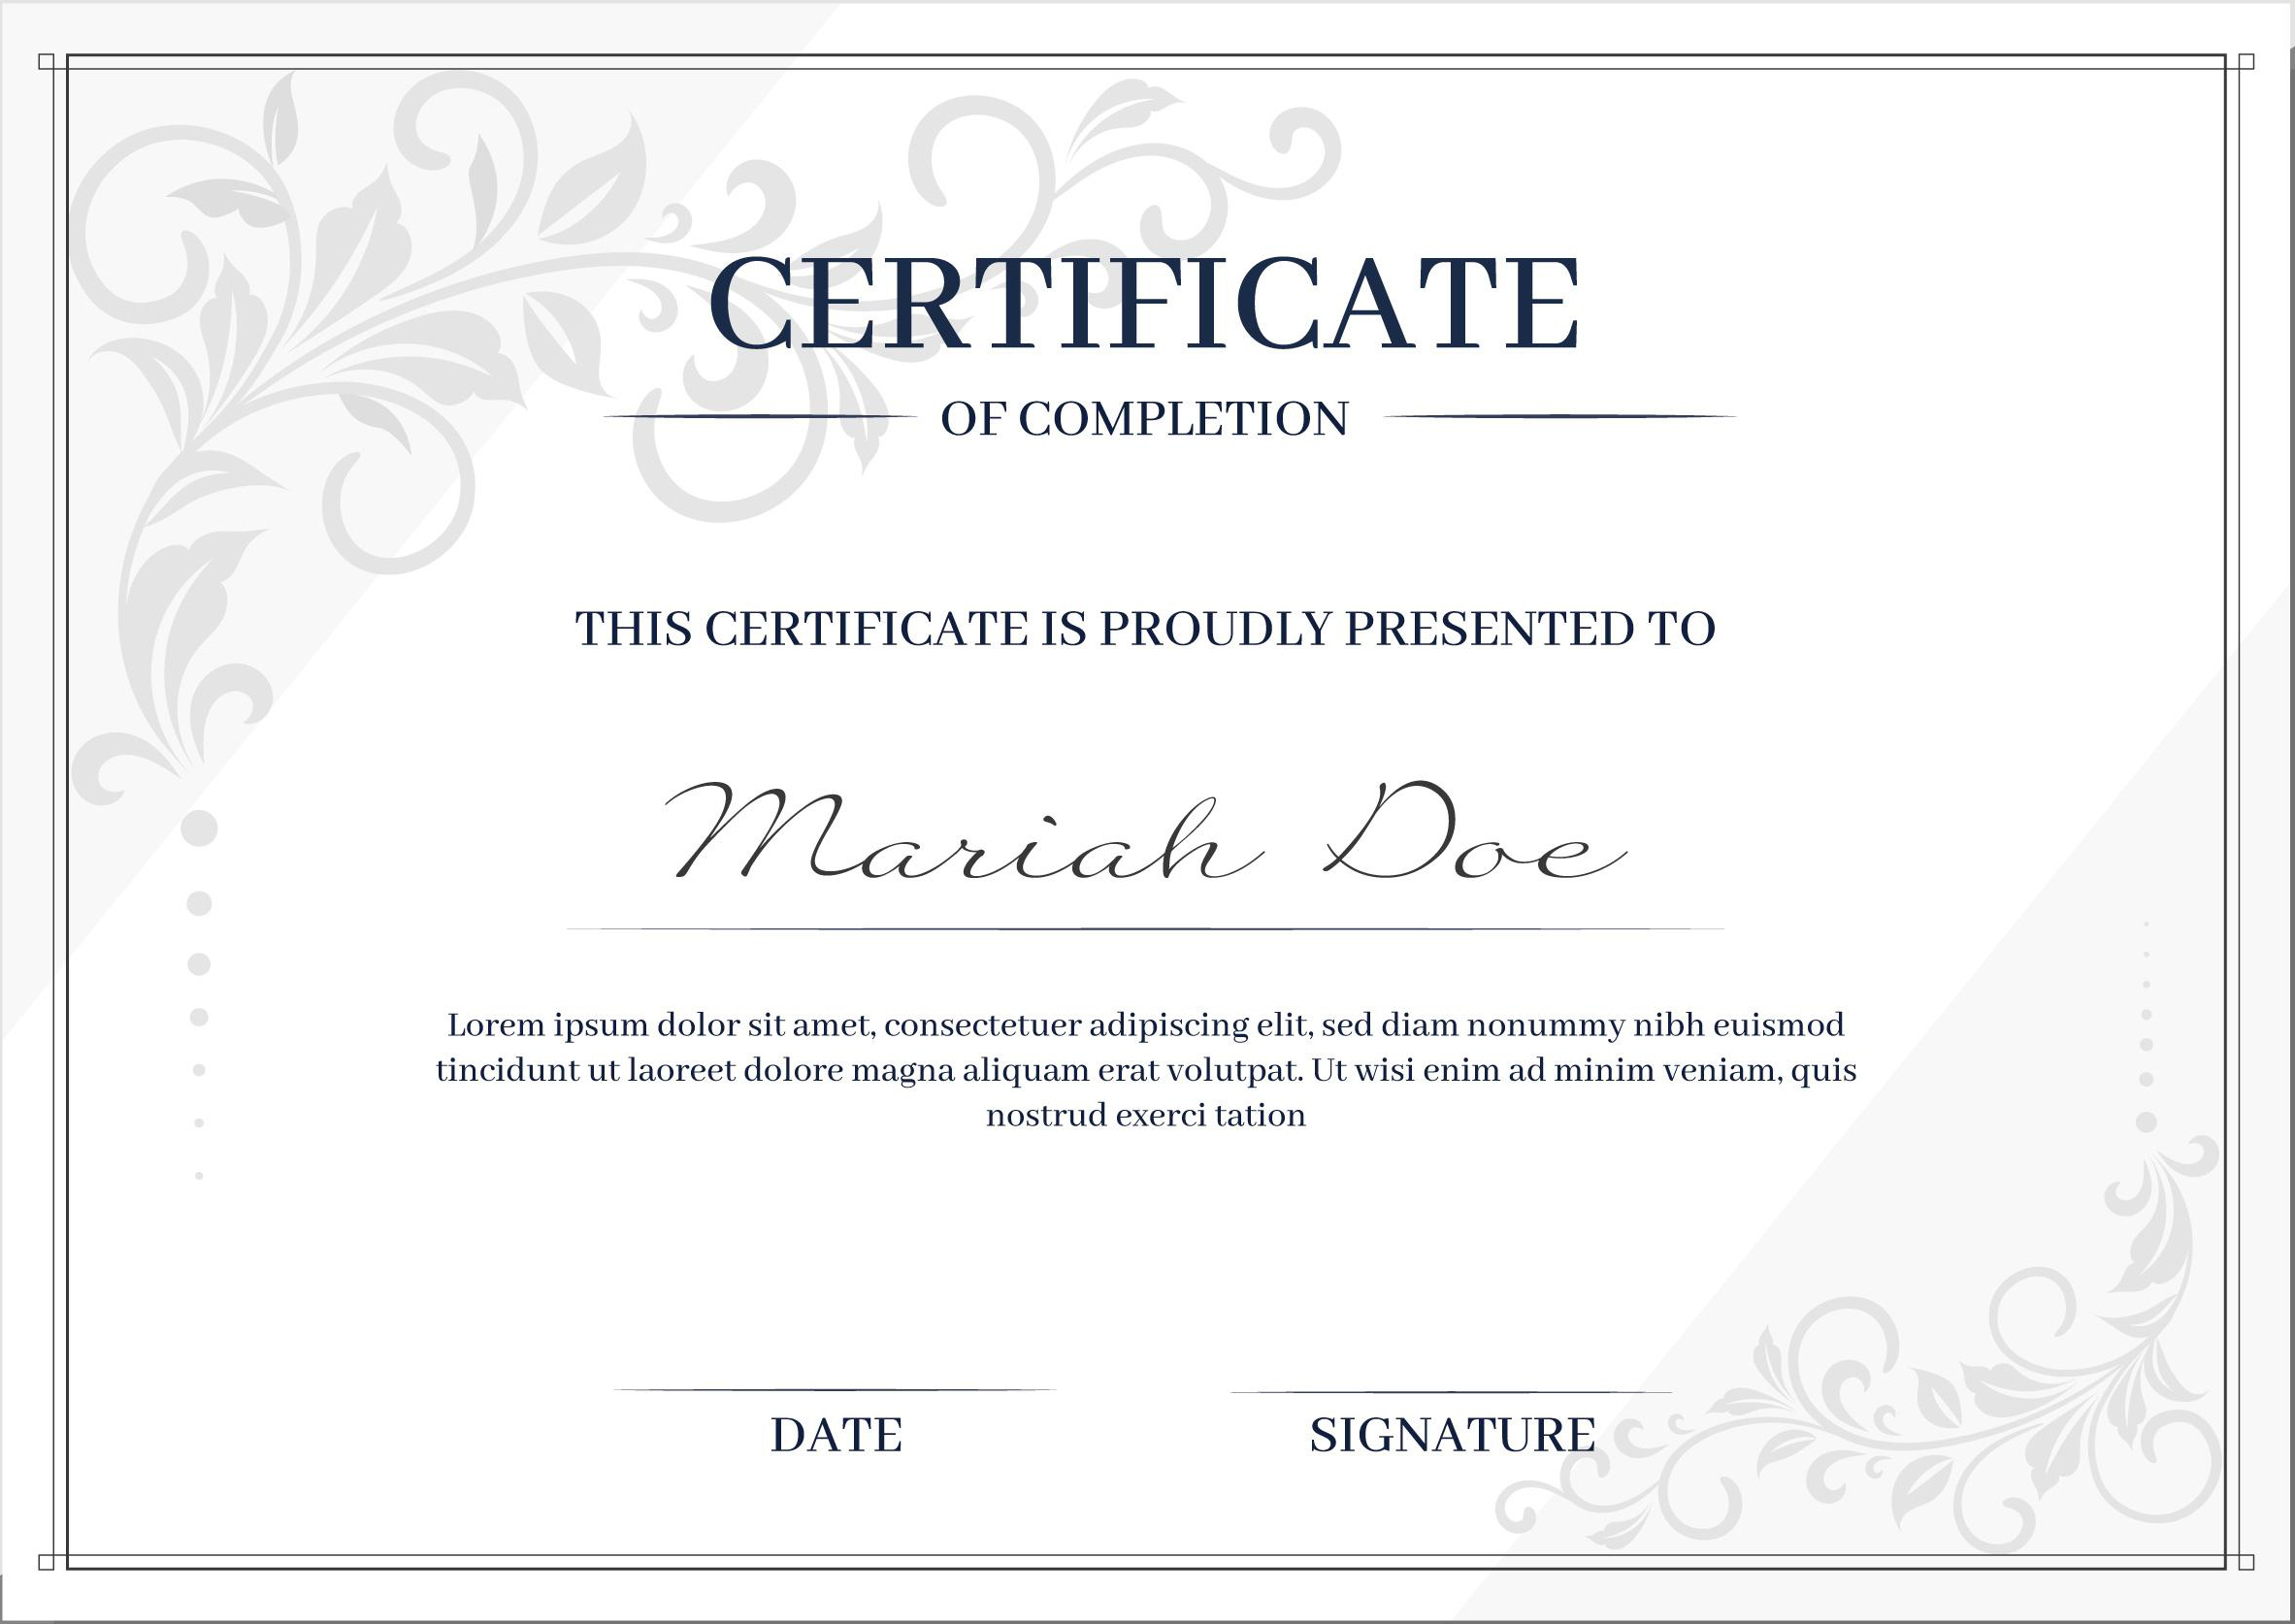 CERTIFICATE
OF COMPLETION
THIS CERTIFICATE IS PROUDLY PRESENTED TO
Mariah Doe
Lorem ipsum dolor sit amet, consectetuer adipiscing elit, sed diam nonummy nibh euismod
tincidunt ut laoreet dolore magna aliquam erat volutpat. Ut wisi enim ad minim veniam, quis
nostrud exerci tation
DATE
SIGNATURE